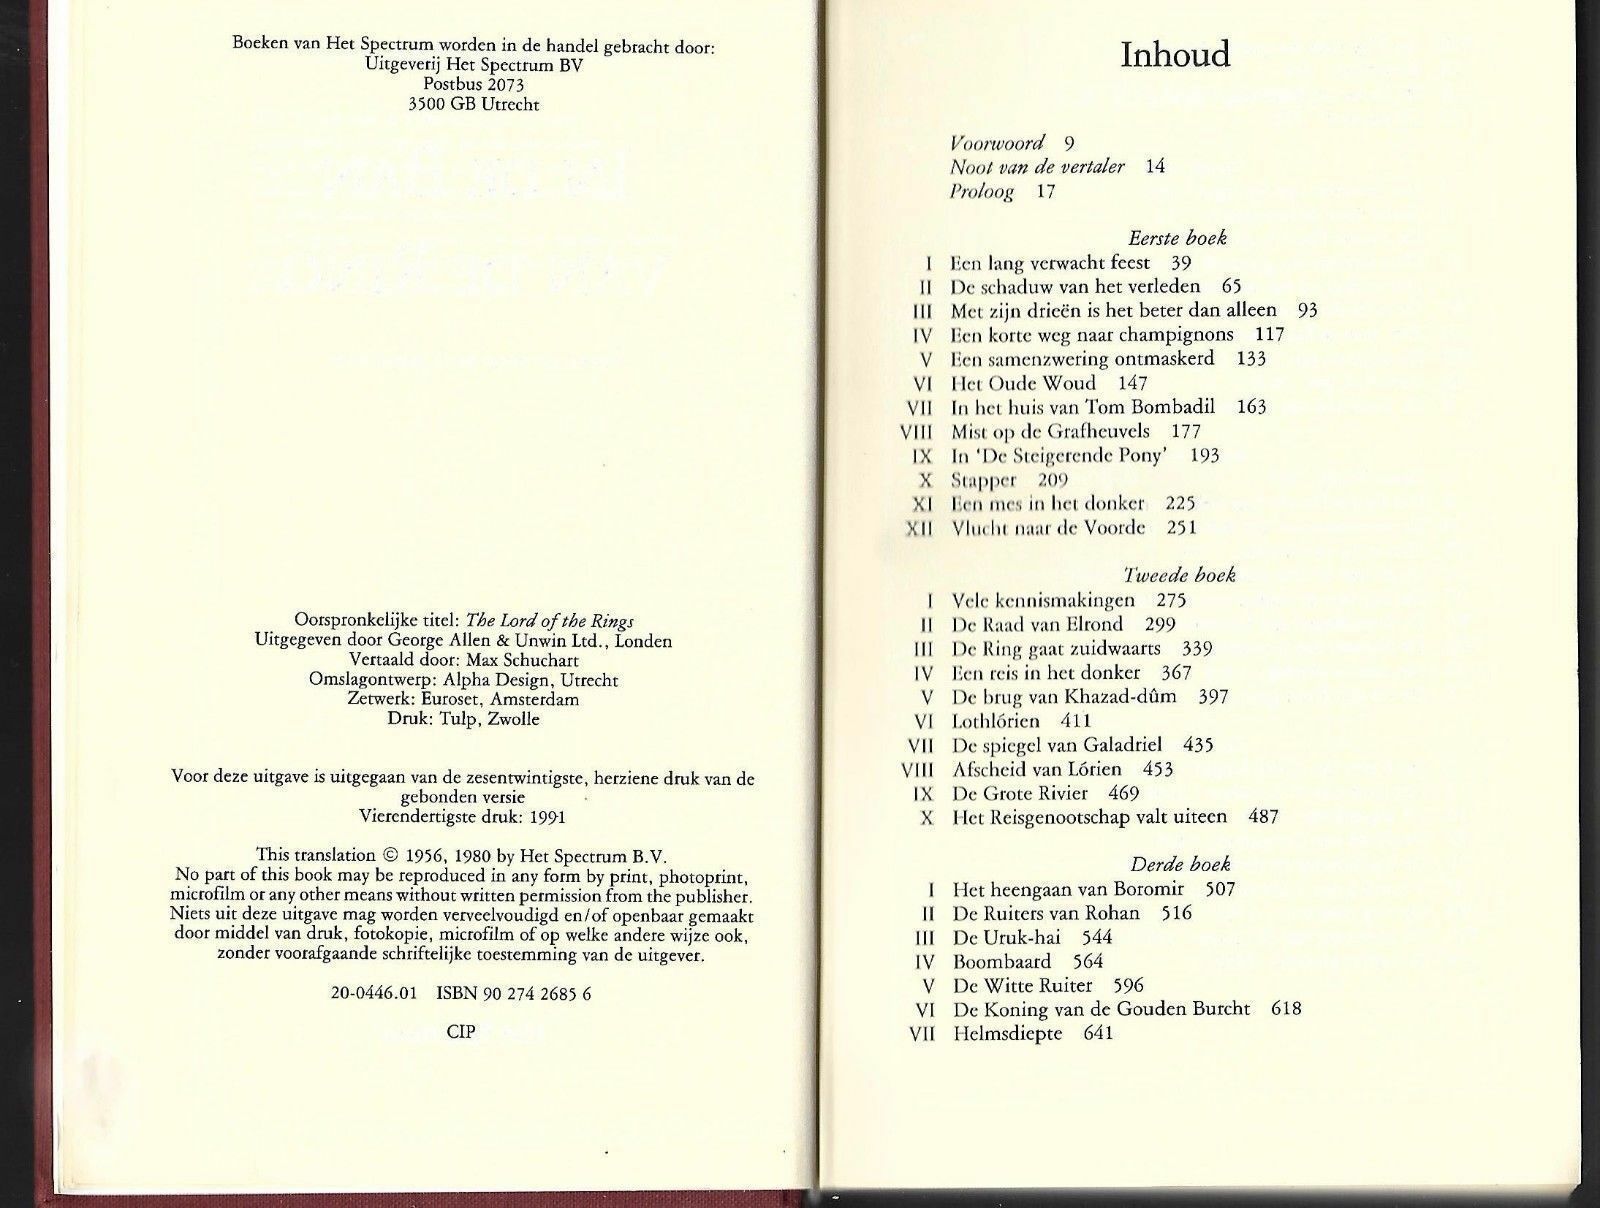 Boeken van Het Spectrum worden in de handel gebracht door:
Uitgeverij Het Spectrum BV
Postbus 2073
3500 GB Utrecht
Oorspronkelijke titel: The Lord of the Rings
Uitgegeven door George Allen & Unwin Ltd., Londen
Vertaald door: Max Schuchart
Omslagontwerp: Alpha Design, Utrecht
Zetwerk: Euroset, Amsterdam
Druk: Tulp, Zwolle
Voor deze uitgave is uitgegaan van de zesentwintigste, herziene druk van de
gebonden versie
Vierendertigste druk: 1991
This translation © 1956, 1980 by Het Spectrum B.V.
No part of this book may be reproduced in any form by print, photoprint,
microfilm or any other means without written permission from the publisher.
Niets uit deze uitgave mag worden verveelvoudigd en/of openbaar gemaakt
door middel van druk, fotokopie, microfilm of op welke andere wijze ook,
zonder voorafgaande schriftelijke toestemming van de uitgever.
20-0446.01 ISBN 90 274 2685 6
CIP
Inhoud
Voorwoord 9
Noot van de vertaler 14
Proloog 17
Eerste boek
I Een lang verwacht feest 39
II De schaduw van het verleden 65
III Met zijn drieën is het beter dan alleen 93
IV Een korte weg naar champignons 117
V Een samenzwering ontmaskerd 133
VI Het Oude Woud 147
VII In het huis van Tom Bombadil 163
VIII Mist op de Grafheuvels 177
IX In 'De Steigerende Pony' 193
X Stapper 209
XI Een mes in het donker 225
XII Vlucht naar de Voorde 251
Tweede boek
I Vele kennismakingen 275
II De Raad van Elrond 299
III De Ring gaat zuidwaarts 339
IV Een reis in het donker 367
V De brug van Khazad-dûm 397
VI Lothlórien 411
VII De spiegel van Galadriel 435
VIII Afscheid van Lórien 453
IX De Grote Rivier 469
X Het Reisgenootschap valt uiteen 487
Derde boek
I Het heengaan van Boromir 507
II De Ruiters van Rohan 516
III De Uruk-hai 544
IV Boombaard 564
V De Witte Ruiter 596
VI De Koning van de Gouden Burcht 618
VII Helmsdiepte 641